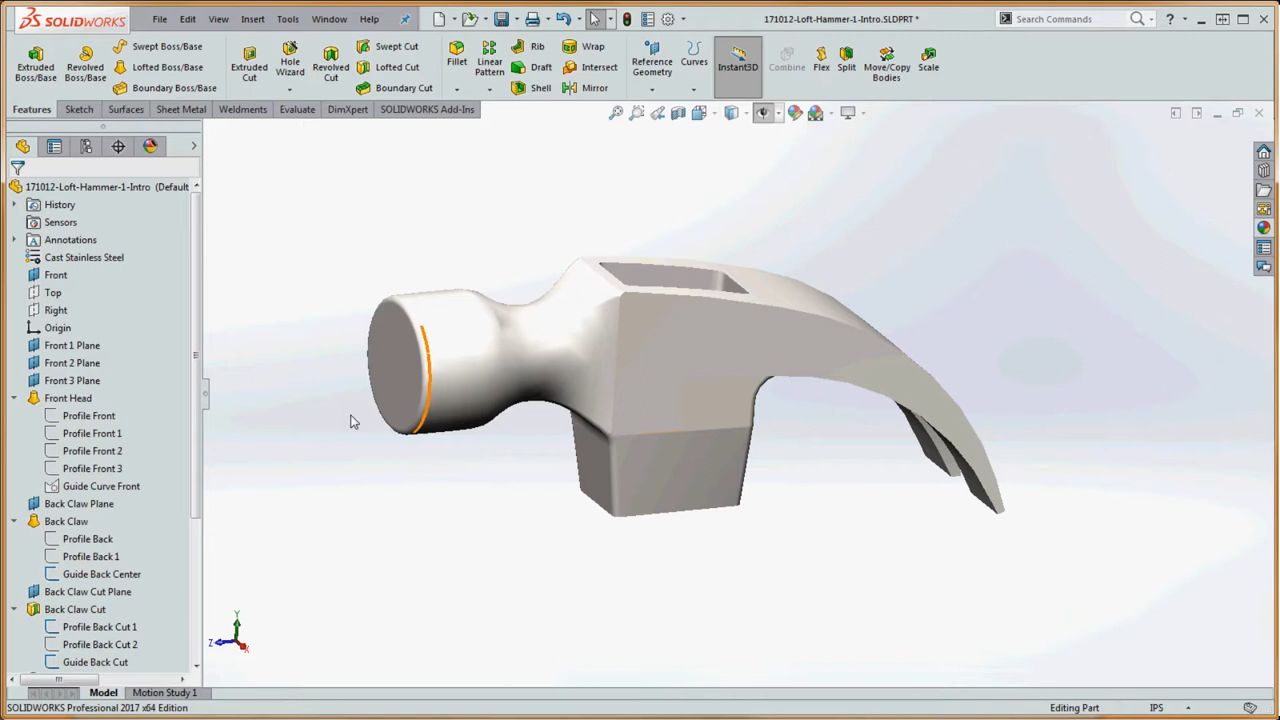 SOLIDWORKS File Edit View Insert Tools Window Help 171012-Loft-Hammer-1-Intro.SLDPRT * Search Commands ?
Extruded Boss/Base Revolved Boss/Base Swept Boss/Base Lofted Boss/Base Boundary Boss/Base Extruded Cut Hole Wizard Revolved Cut Swept Cut Lofted Cut Boundary Cut Fillet Linear Pattern Rib Draft Shell Wrap Intersect Mirror Reference Geometry Curves Instant3D Combine Flex Split Move/Copy Bodies Scale
Features Sketch Surfaces Sheet Metal Weldments Evaluate DimXpert SOLIDWORKS Add-Ins
171012-Loft-Hammer-1-Intro (Default
History
Sensors
Annotations
Cast Stainless Steel
Front
Top
Right
Origin
Front 1 Plane
Front 2 Plane
Front 3 Plane
Front Head
Profile Front
Profile Front 1
Profile Front 2
Profile Front 3
Guide Curve Front
Back Claw Plane
Back Claw
Profile Back
Profile Back 1
Guide Back Center
Back Claw Cut Plane
Back Claw Cut
Profile Back Cut 1
Profile Back Cut 2
Guide Back Cut
Y
Z
X
Model Motion Study 1
SOLIDWORKS Professional 2017 x64 Edition Editing Part IPS